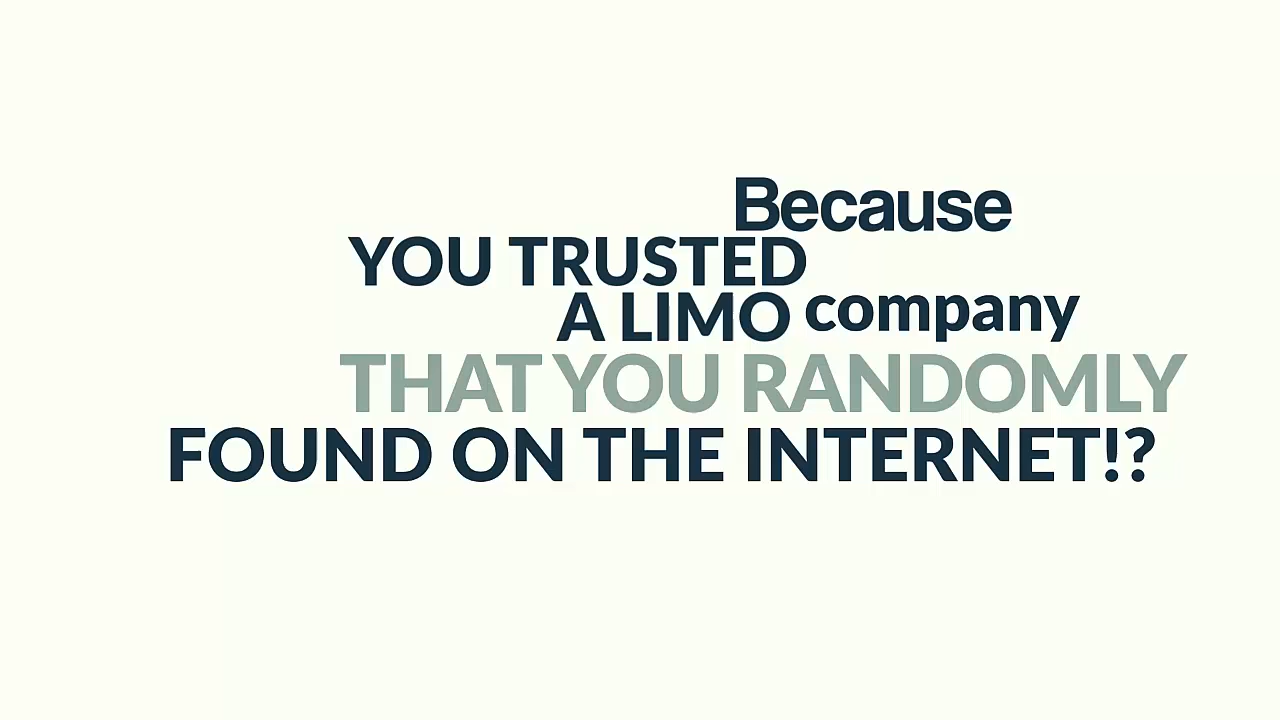 Because
YOU TRUSTED
A LIMO company
THAT YOU RANDOMLY
FOUND ON THE INTERNET!?